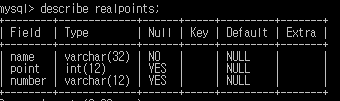 mysql> describe realpoints;
+--------+-------------+------+-----+---------+-------+
| Field | Type | Null | Key | Default | Extra |
+--------+-------------+------+-----+---------+-------+
| name | varchar(32) | NO | | NULL | |
| point | int(12) | YES | | NULL | |
| number | varchar(12) | YES | | NULL | |
+--------+-------------+------+-----+---------+-------+